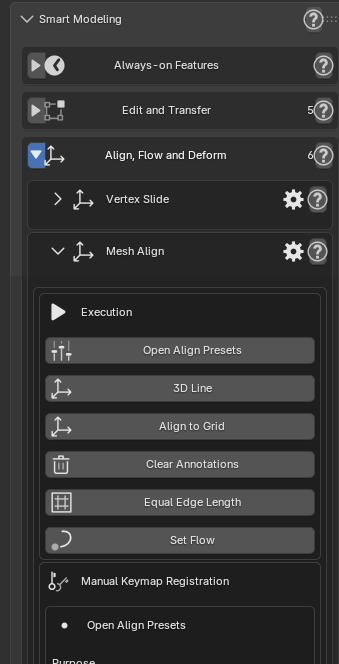 Smart Modeling
Always-on Features
Edit and Transfer 5
Align, Flow and Deform 6
Vertex Slide
Mesh Align
Execution
Open Align Presets
3D Line
Align to Grid
Clear Annotations
Equal Edge Length
Set Flow
Manual Keymap Registration
Open Align Presets
Purpose